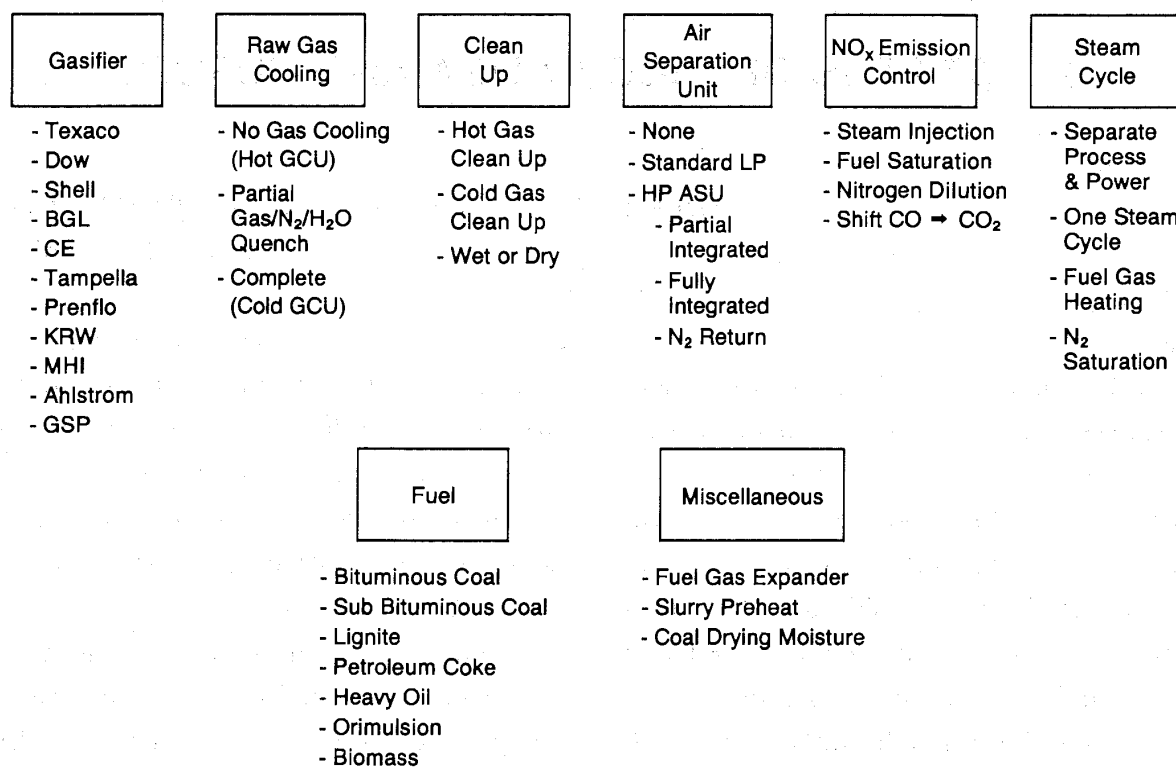 Gasifier
- Texaco
- Dow
- Shell
- BGL
- CE
- Tampella
- Prenflo
- KRW
- MHI
- Ahlstrom
- GSP
Raw Gas
Cooling
- No Gas Cooling
(Hot GCU)
- Partial
Gas/N₂/H₂O
Quench
- Complete
(Cold GCU)
Clean
Up
- Hot Gas
Clean Up
- Cold Gas
Clean Up
- Wet or Dry
Air
Separation
Unit
- None
- Standard LP
- HP ASU
- Partial
Integrated
- Fully
Integrated
- N₂ Return
NOₓ Emission
Control
- Steam Injection
- Fuel Saturation
- Nitrogen Dilution
- Shift CO ➡ CO₂
Steam
Cycle
- Separate
Process
& Power
- One Steam
Cycle
- Fuel Gas
Heating
- N₂
Saturation
Fuel
- Bituminous Coal
- Sub Bituminous Coal
- Lignite
- Petroleum Coke
- Heavy Oil
- Orimulsion
- Biomass
Miscellaneous
- Fuel Gas Expander
- Slurry Preheat
- Coal Drying Moisture